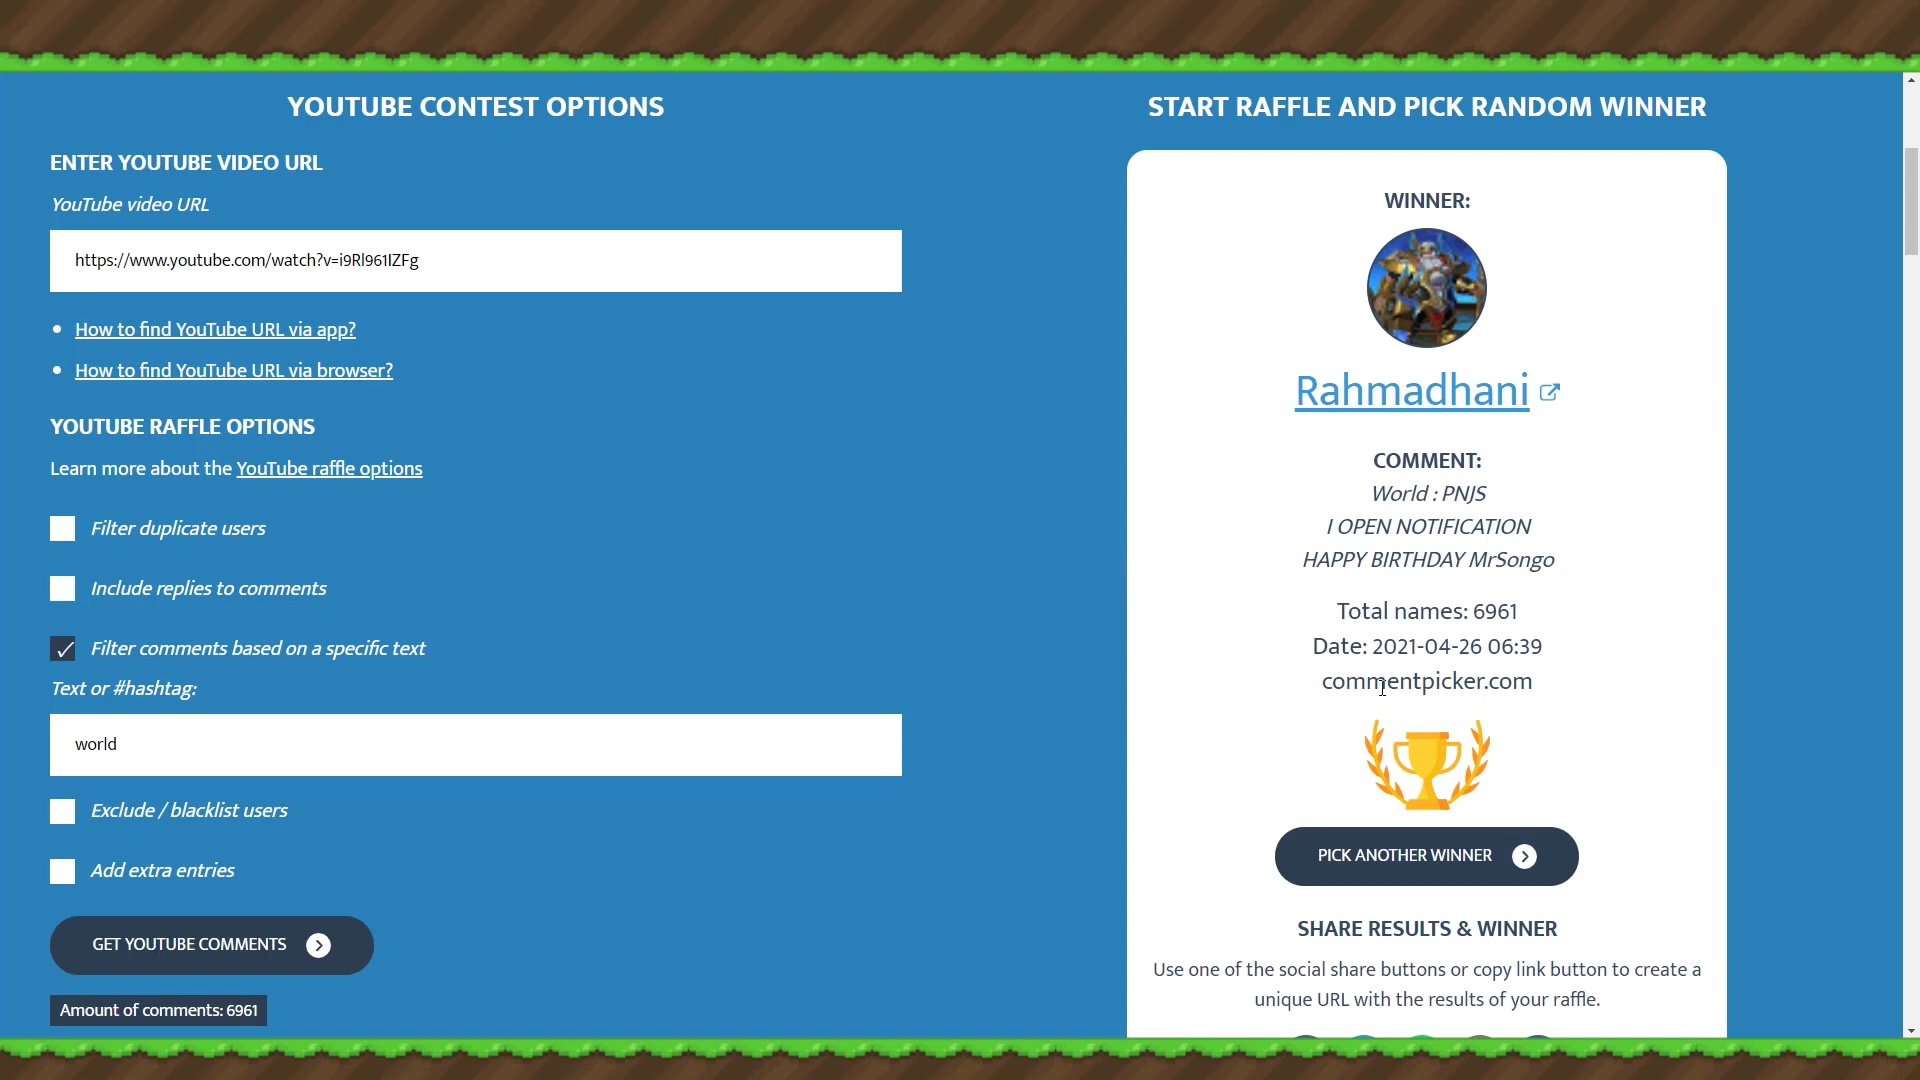 YOUTUBE CONTEST OPTIONS
ENTER YOUTUBE VIDEO URL
YouTube video URL
https://www.youtube.com/watch?v=i9Rl961IZFg
How to find YouTube URL via app?
How to find YouTube URL via browser?
YOUTUBE RAFFLE OPTIONS
Learn more about the YouTube raffle options
Filter duplicate users
Include replies to comments
Filter comments based on a specific text
Text or #hashtag:
world
Exclude / blacklist users
Add extra entries
GET YOUTUBE COMMENTS
Amount of comments: 6961
START RAFFLE AND PICK RANDOM WINNER
WINNER:
Rahmadhani
COMMENT:
World : PNJS
I OPEN NOTIFICATION
HAPPY BIRTHDAY MrSongo
Total names: 6961
Date: 2021-04-26 06:39
commentpicker.com
PICK ANOTHER WINNER
SHARE RESULTS & WINNER
Use one of the social share buttons or copy link button to create a
unique URL with the results of your raffle.